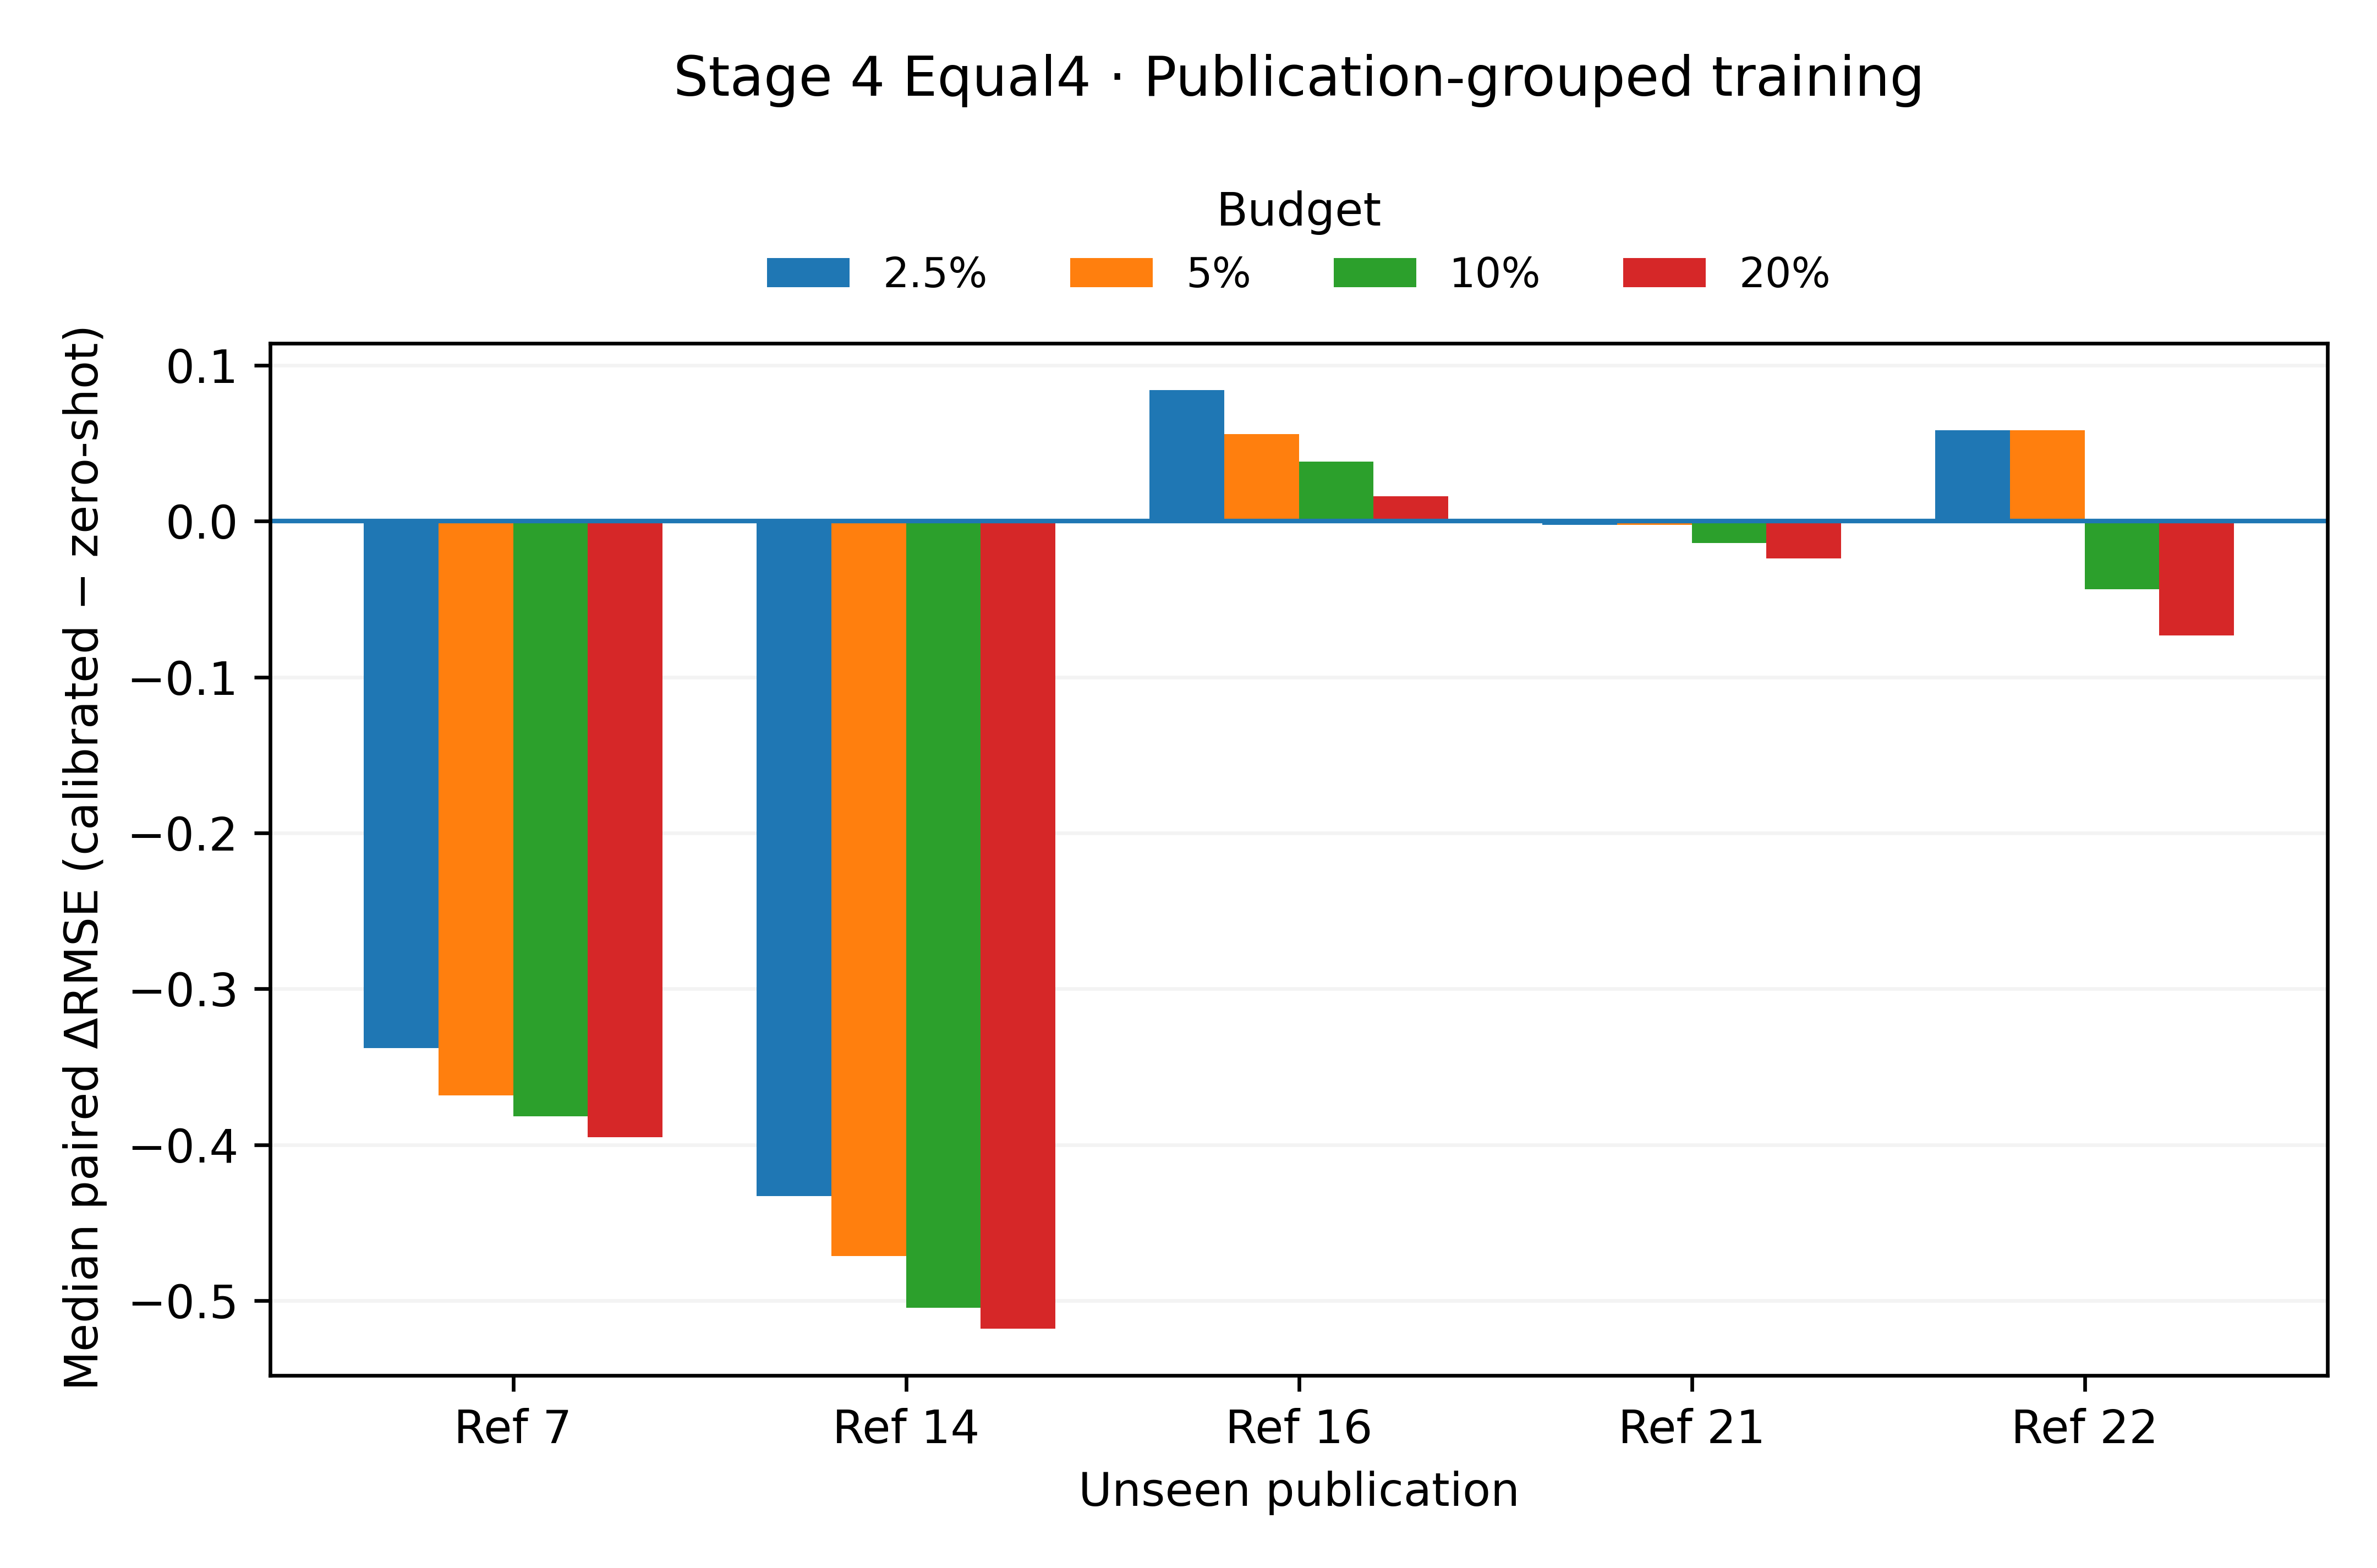 Stage 4 Equal4 · Publication-grouped training
Budget
2.5% 5% 10% 20%
Median paired ΔRMSE (calibrated − zero-shot)
0.1
0.0
−0.1
−0.2
−0.3
−0.4
−0.5
Ref 7 Ref 14 Ref 16 Ref 21 Ref 22
Unseen publication